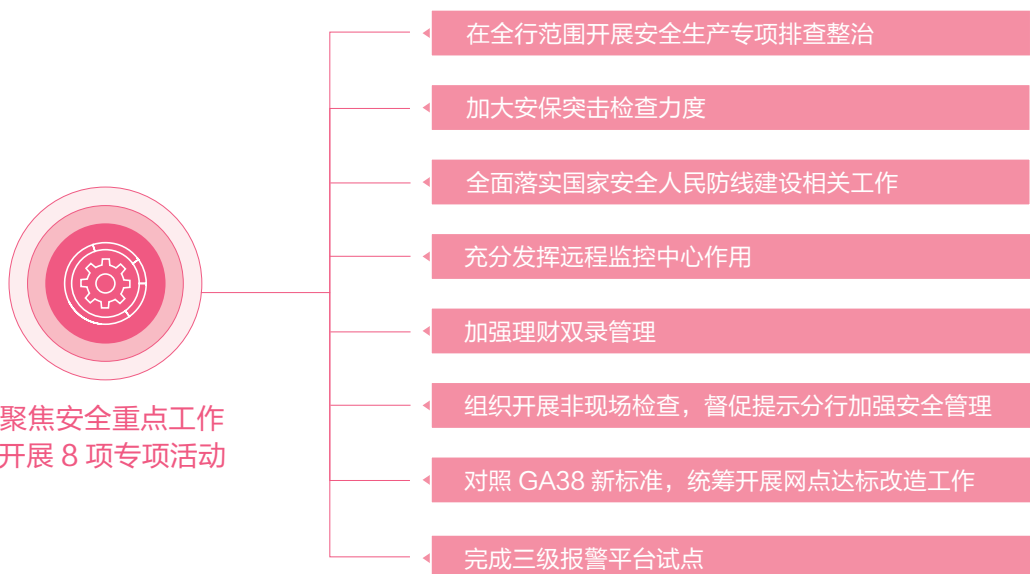 在全行范围开展安全生产专项排查整治
加大安保突击检查力度
全面落实国家安全人民防线建设相关工作
充分发挥远程监控中心作用
加强理财双录管理
组织开展非现场检查，督促提示分行加强安全管理
对照 GA38 新标准，统筹开展网点达标改造工作
完成三级报警平台试点
聚焦安全重点工作
开展 8 项专项活动